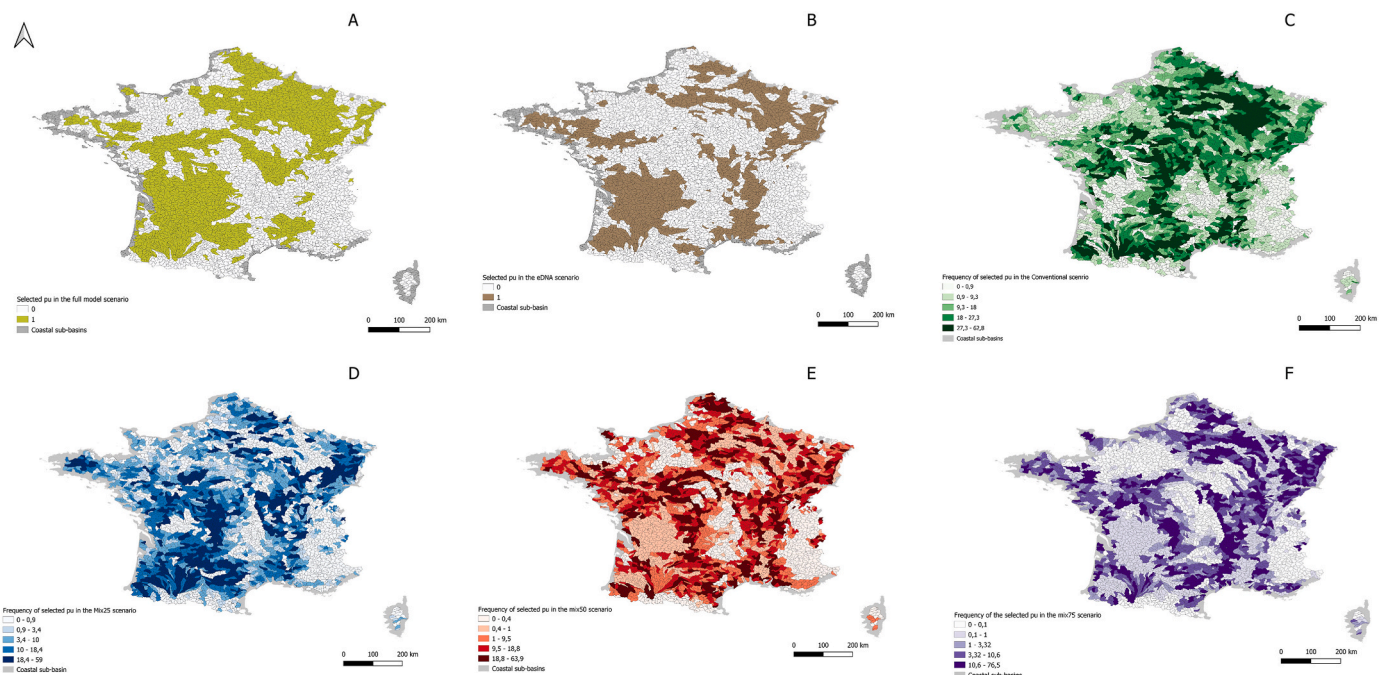 A
B
C
Selected pu in the full model scenario
0
1
Coastal sub-basins
0 100 200 km
Selected pu in the eDNA scenario
0
1
Coastal sub-basin
0 100 200 km
Frequency of selected pu in the Conventional scenario
0 - 0,9
0,9 - 9,3
9,3 - 18
18 - 27,3
27,3 - 62,8
Coastal sub-basins
0 100 200 km
D
E
F
Frequency of selected pu in the Mix25 scenario
0 - 0,9
0,9 - 3,4
3,4 - 10
10 - 18,4
18,4 - 59
Coastal sub-basin
0 100 200 km
Frequency of selected pu in the mix50 scenario
0 - 0,4
0,4 - 1
1 - 9,5
9,5 - 18,8
18,8 - 63,9
Coastal sub-basins
0 100 200 km
Frequency of the selected pu in the mix75 scenario
0 - 0,1
0,1 - 1
1 - 3,32
3,32 - 10,6
10,6 - 76,5
Coastal sub-basins
0 100 200 km